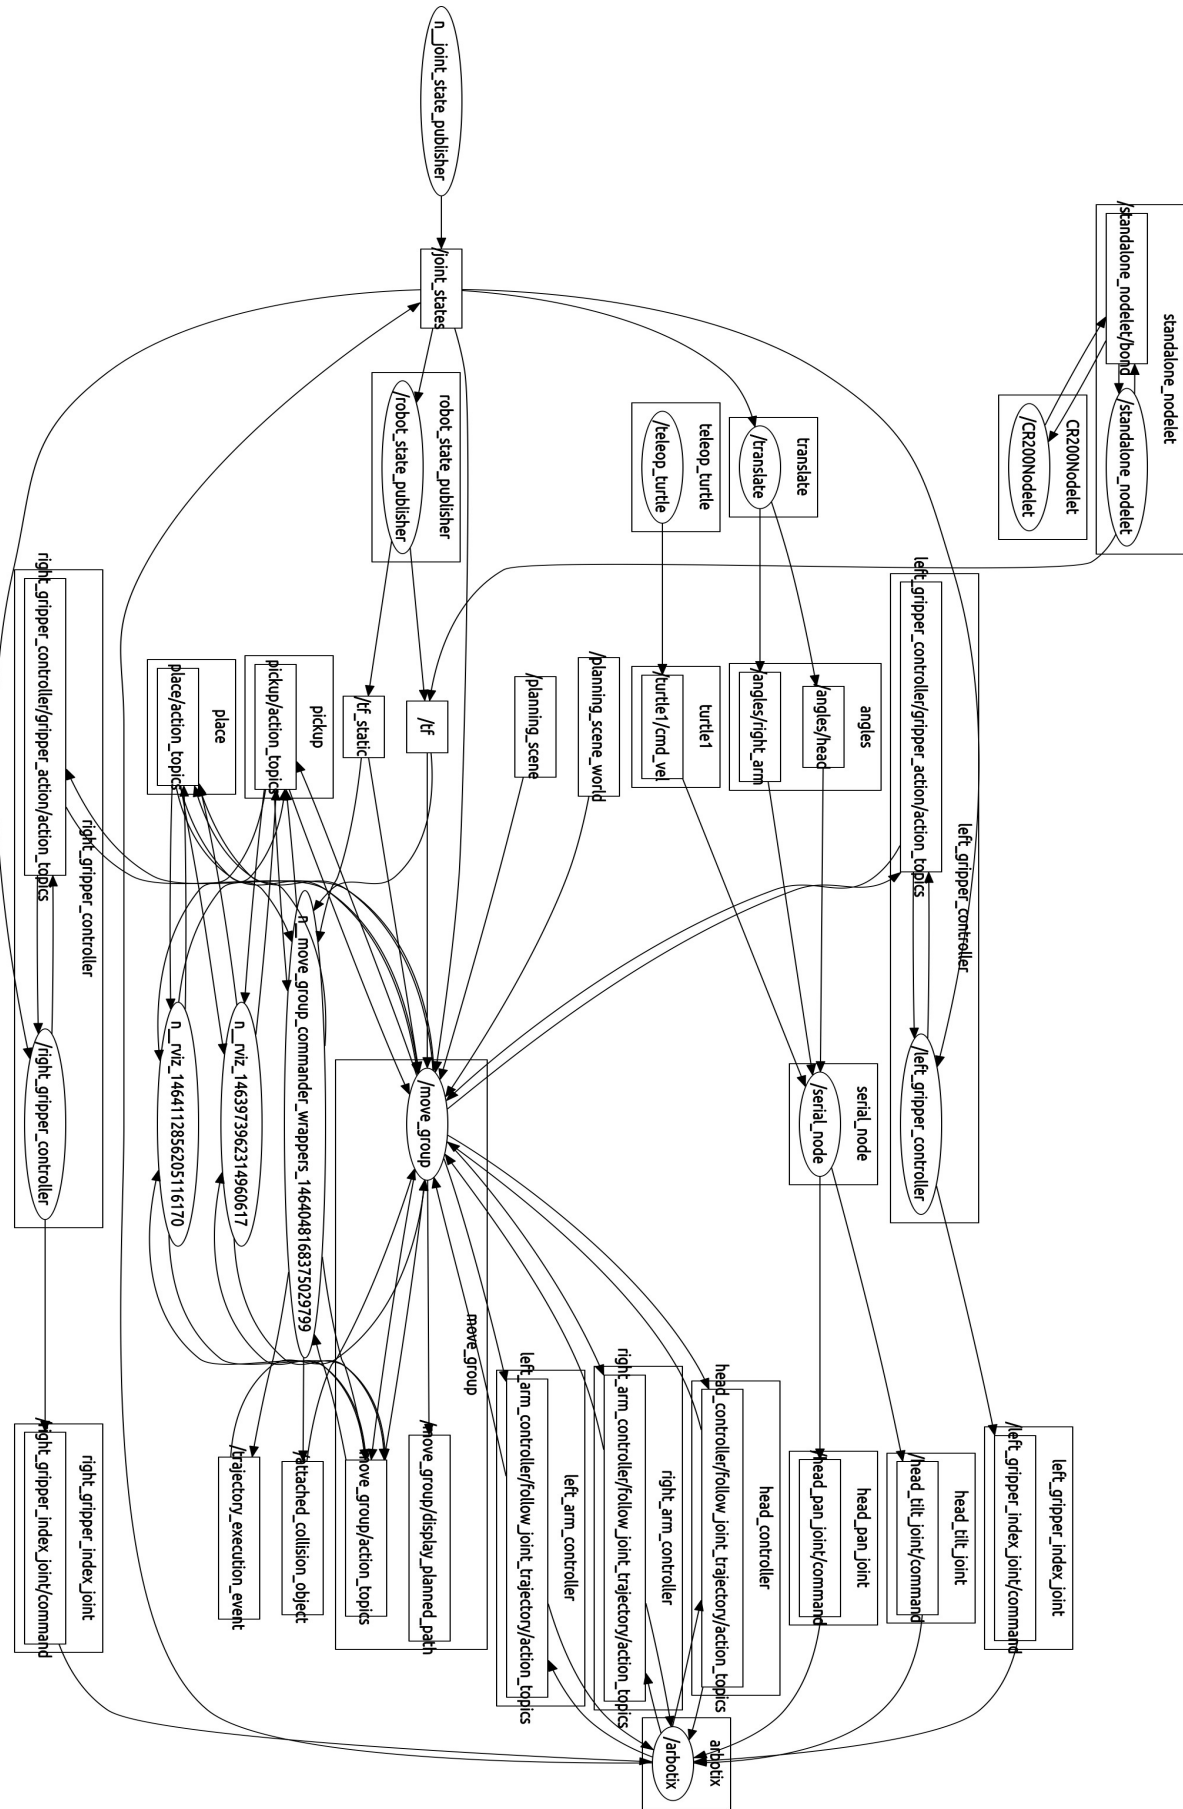 n__joint_state_publisher
/joint_states
standalone_nodelet
/standalone_nodelet/bond
/standalone_nodelet
CR200Nodelet
/CR200Nodelet
robot_state_publisher
/robot_state_publisher
teleop_turtle
/teleop_turtle
translate
/translate
left_gripper_controller
left_gripper_controller/gripper_action/action_topics
/left_gripper_controller
angles
/angles/head
/angles/right_arm
turtle1
/turtle1/cmd_vel
/planning_scene_world
/planning_scene
/tf
/tf_static
pickup
pickup/action_topics
place
place/action_topics
right_gripper_controller
right_gripper_controller/gripper_action/action_topics
/right_gripper_controller
serial_node
/serial_node
move_group
/move_group
n__move_group_commander_wrappers_1464048168375029799
n__rviz_1463973962314960617
n__rviz_1464112856205116170
left_gripper_index_joint
/left_gripper_index_joint/command
head_tilt_joint
/head_tilt_joint/command
head_pan_joint
/head_pan_joint/command
head_controller
head_controller/follow_joint_trajectory/action_topics
right_arm_controller
right_arm_controller/follow_joint_trajectory/action_topics
left_arm_controller
left_arm_controller/follow_joint_trajectory/action_topics
/move_group/display_planned_path
move_group/action_topics
/attached_collision_object
/trajectory_execution_event
right_gripper_index_joint
/right_gripper_index_joint/command
arbotix
/arbotix